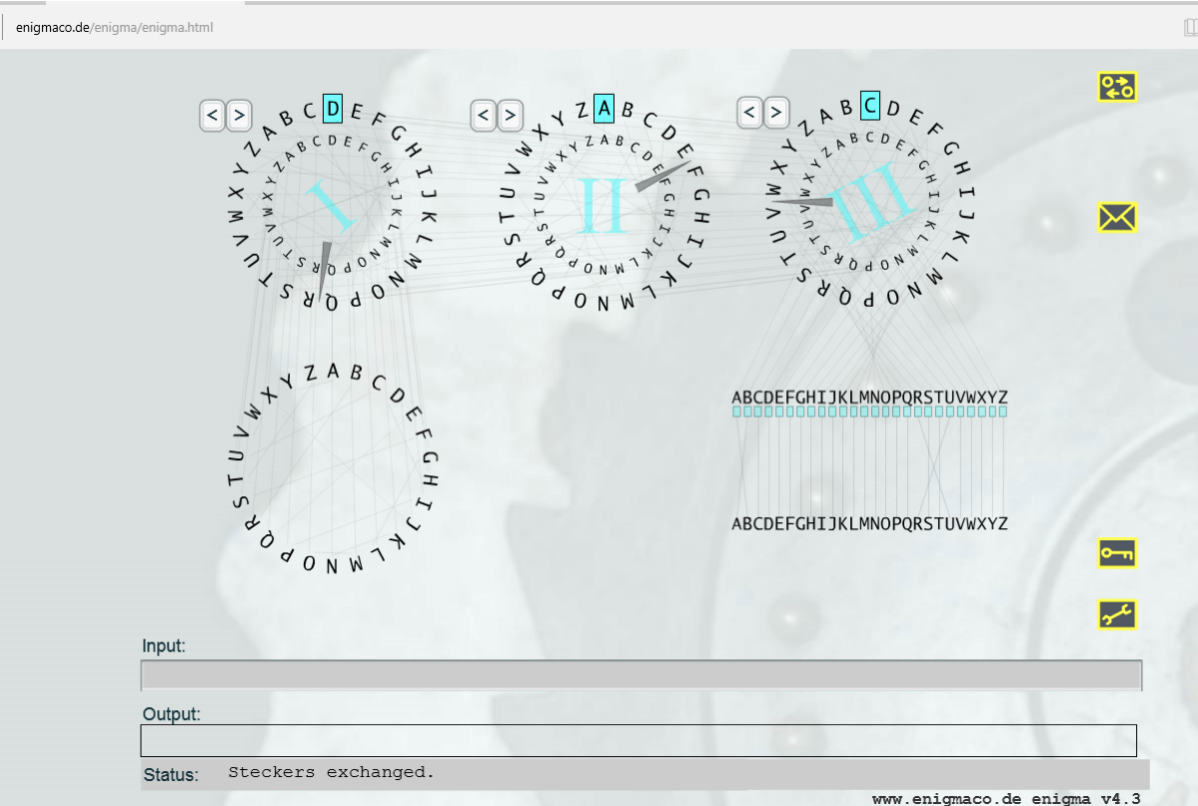 enigmaco.de/enigma/enigma.html
< >
ABCDEFGHIJKLMNOPQRSTUVWXYZ
ABCDEFGHIJKLMNOPQRSTUVWXYZ
I
< >
ABCDEFGHIJKLMNOPQRSTUVWXYZ
ABCDEFGHIJKLMNOPQRSTUVWXYZ
II
< >
ABCDEFGHIJKLMNOPQRSTUVWXYZ
ABCDEFGHIJKLMNOPQRSTUVWXYZ
III
ABCDEFGHIJKLMNOPQRSTUVWXYZ
ABCDEFGHIJKLMNOPQRSTUVWXYZ
ABCDEFGHIJKLMNOPQRSTUVWXYZ
Input:
Output:
Status: Steckers exchanged.
www.enigmaco.de enigma v4.3